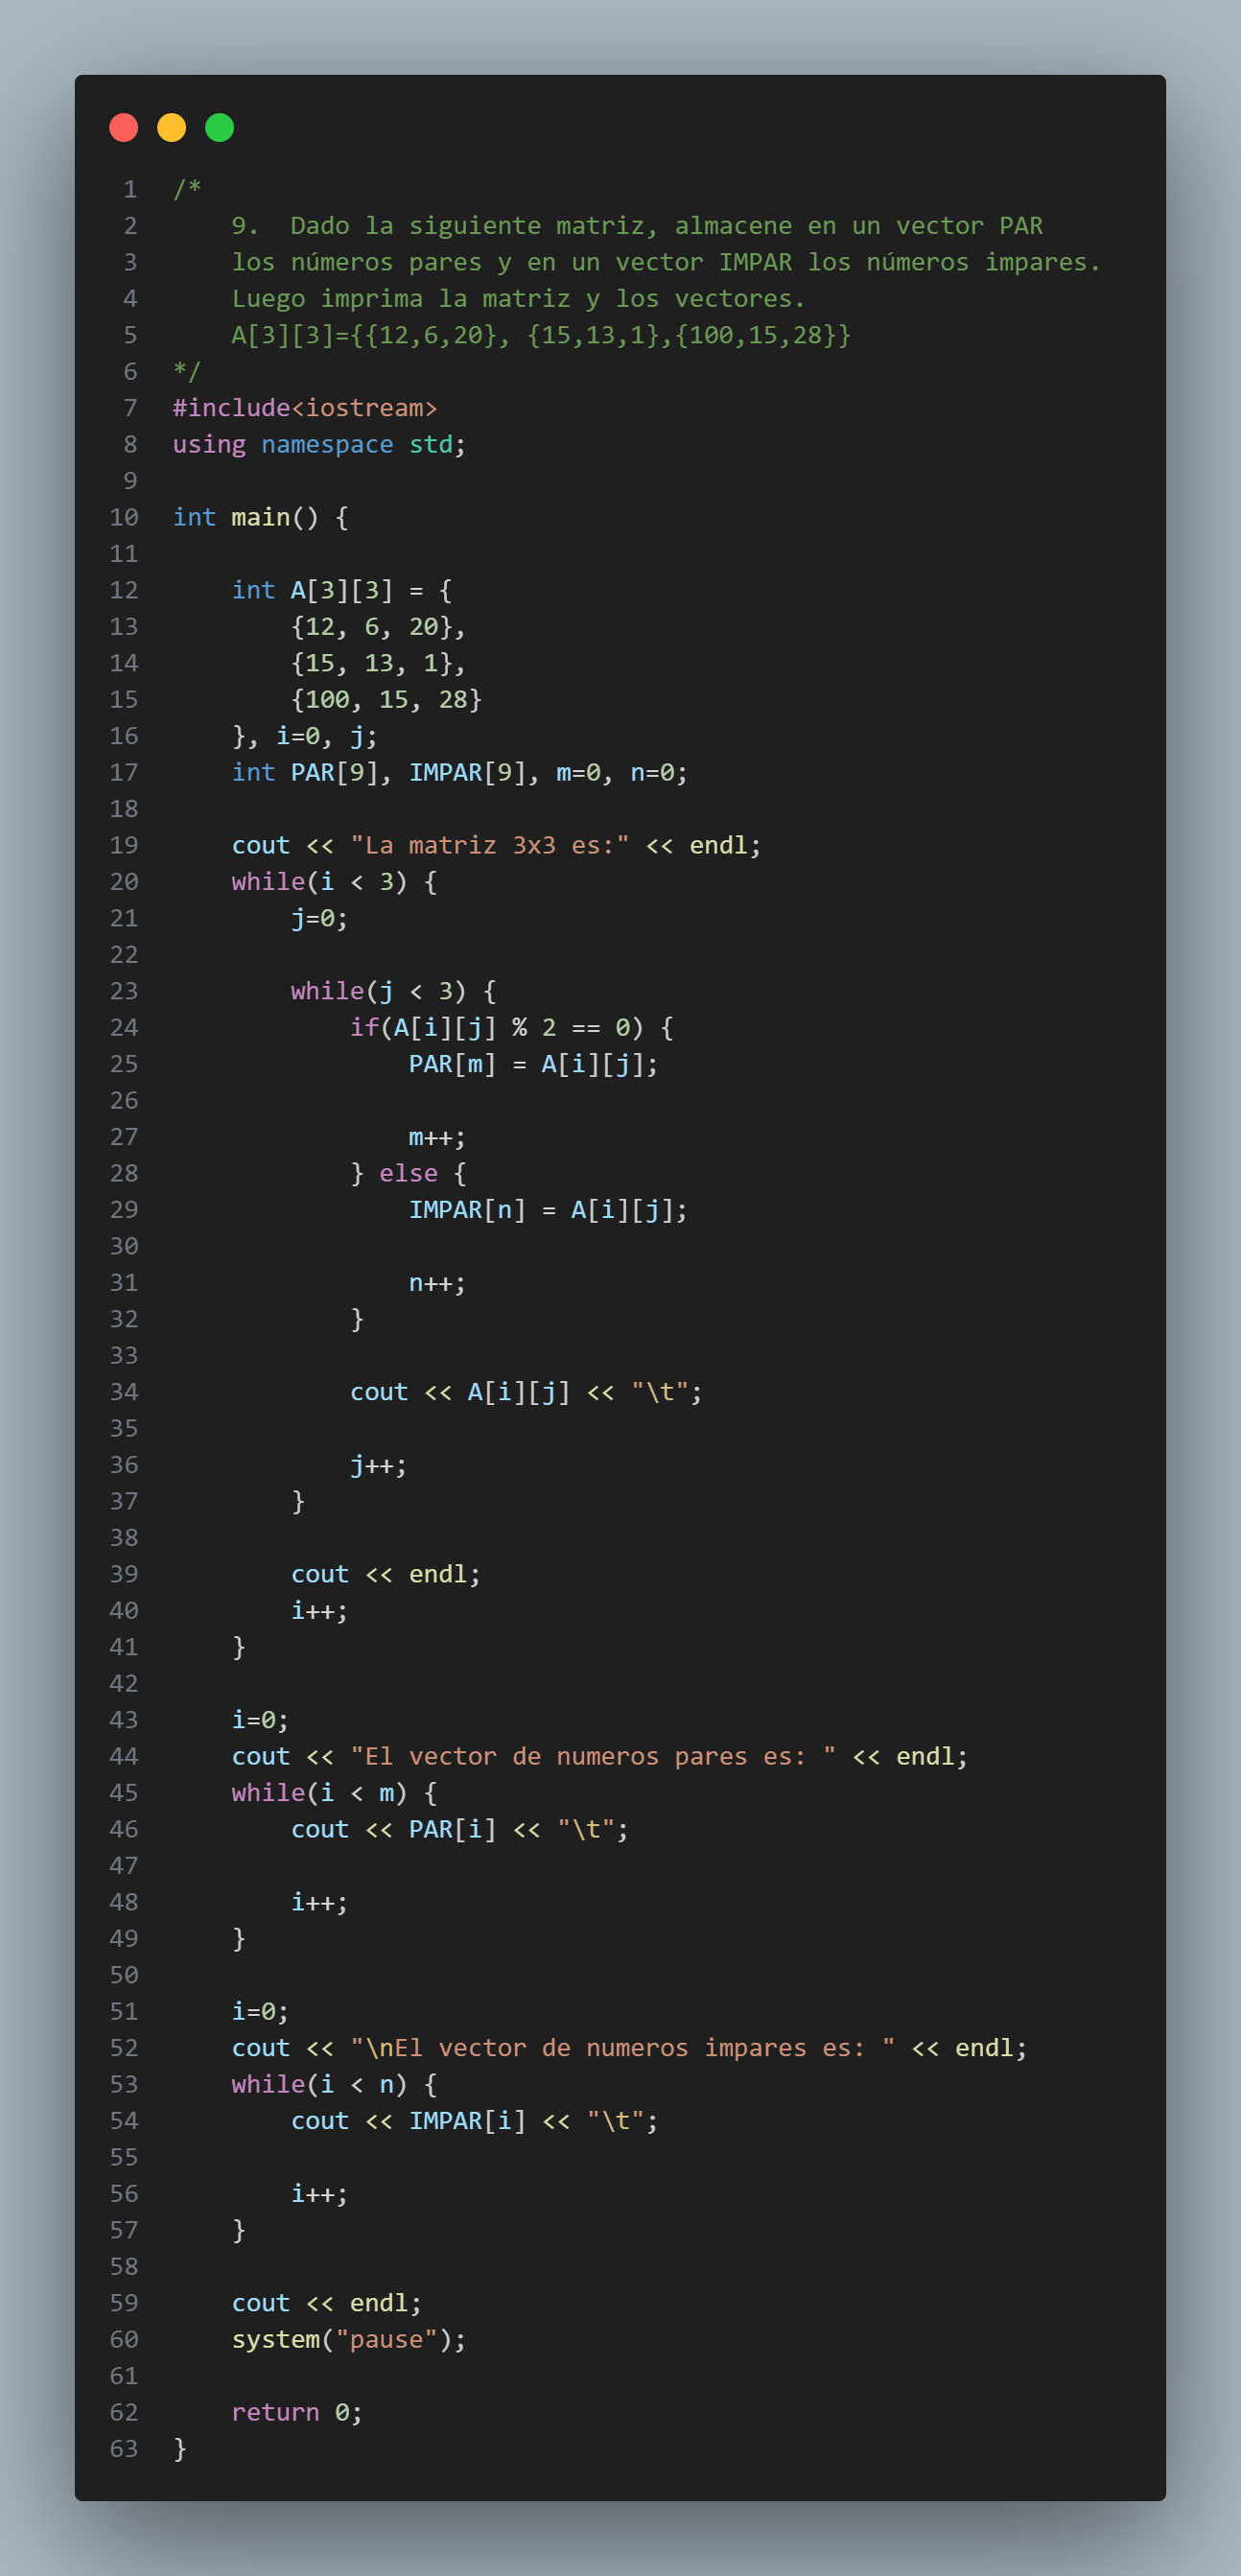 1 /*
2     9.  Dado la siguiente matriz, almacene en un vector PAR
3     los números pares y en un vector IMPAR los números impares.
4     Luego imprima la matriz y los vectores.
5     A[3][3]={{12,6,20}, {15,13,1},{100,15,28}}
6 */
7 #include<iostream>
8 using namespace std;
9
10 int main() {
11
12     int A[3][3] = {
13         {12, 6, 20},
14         {15, 13, 1},
15         {100, 15, 28}
16     }, i=0, j;
17     int PAR[9], IMPAR[9], m=0, n=0;
18
19     cout << "La matriz 3x3 es:" << endl;
20     while(i < 3) {
21         j=0;
22
23         while(j < 3) {
24             if(A[i][j] % 2 == 0) {
25                 PAR[m] = A[i][j];
26
27                 m++;
28             } else {
29                 IMPAR[n] = A[i][j];
30
31                 n++;
32             }
33
34             cout << A[i][j] << "\t";
35
36             j++;
37         }
38
39         cout << endl;
40         i++;
41     }
42
43     i=0;
44     cout << "El vector de numeros pares es: " << endl;
45     while(i < m) {
46         cout << PAR[i] << "\t";
47
48         i++;
49     }
50
51     i=0;
52     cout << "\nEl vector de numeros impares es: " << endl;
53     while(i < n) {
54         cout << IMPAR[i] << "\t";
55
56         i++;
57     }
58
59     cout << endl;
60     system("pause");
61
62     return 0;
63 }